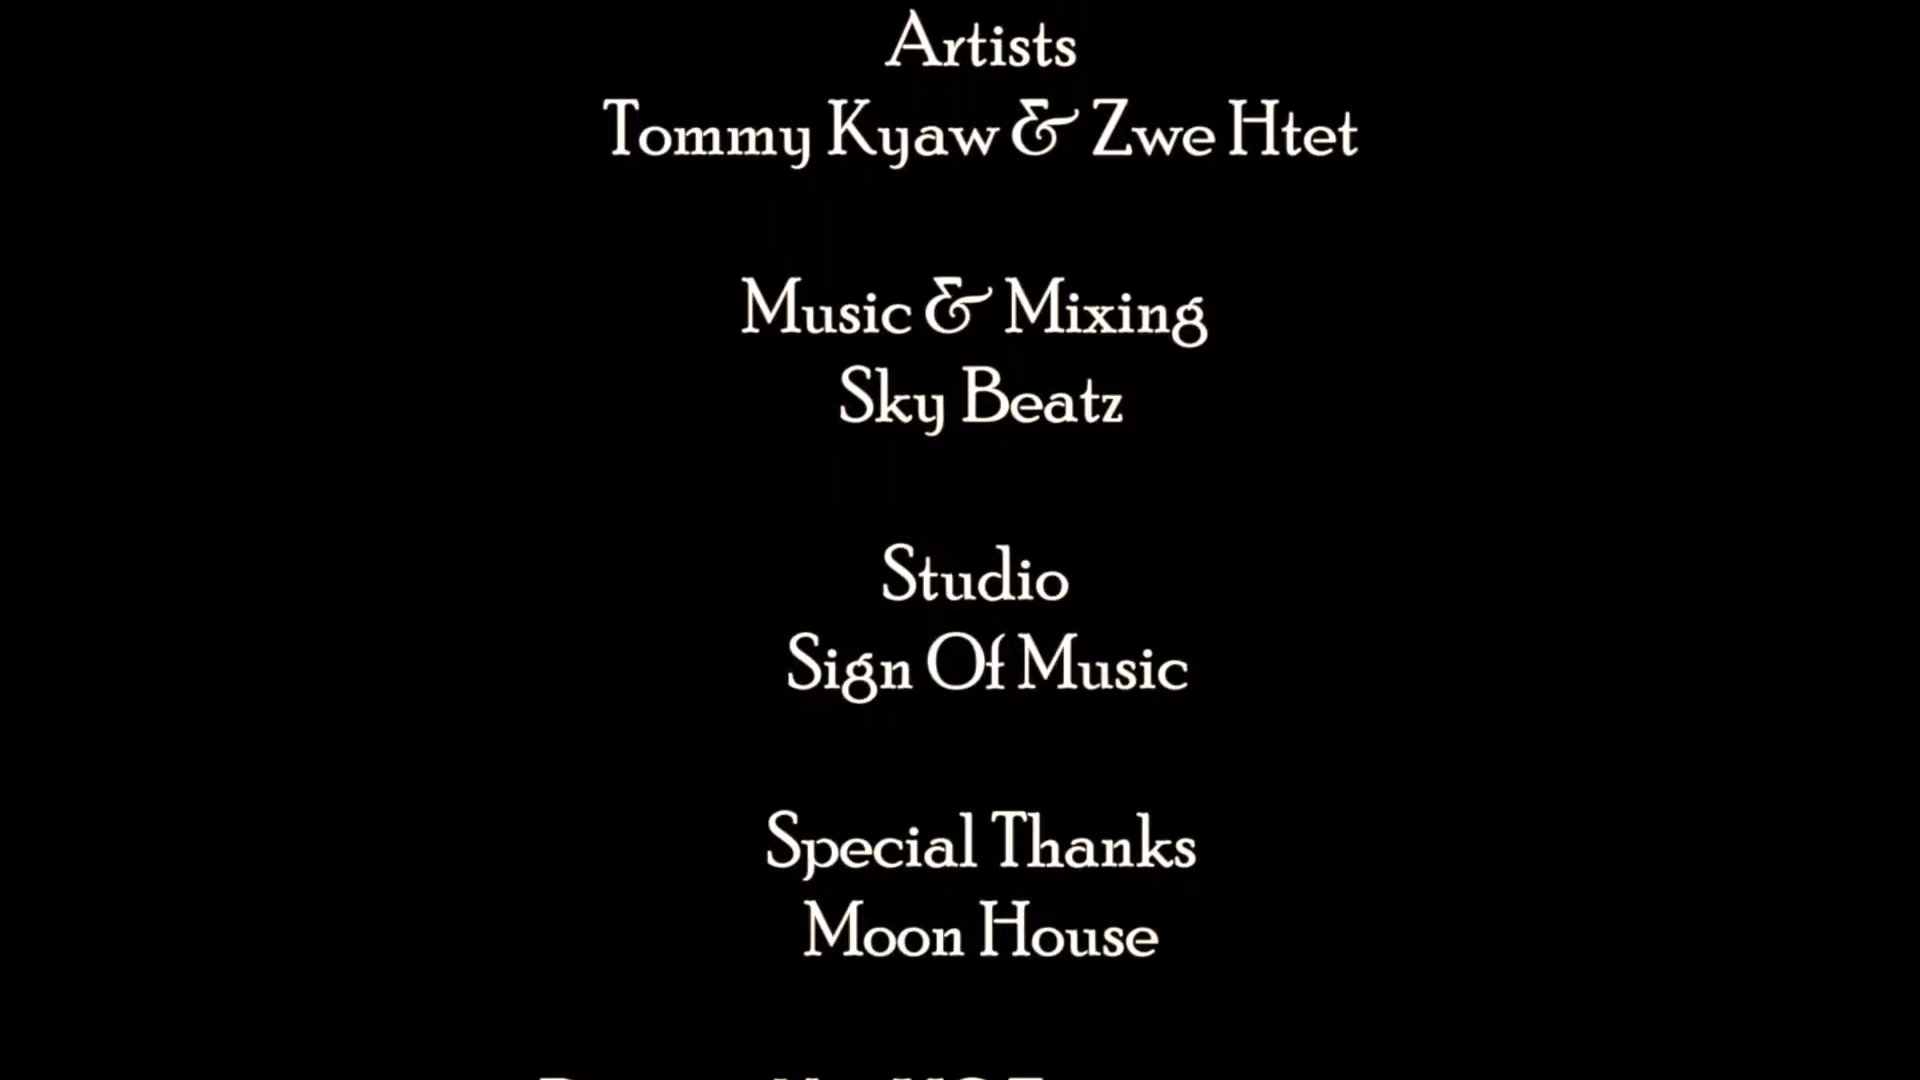 Artists
Tommy Kyaw & Zwe Htet
Music & Mixing
Sky Beatz
Studio
Sign Of Music
Special Thanks
Moon House